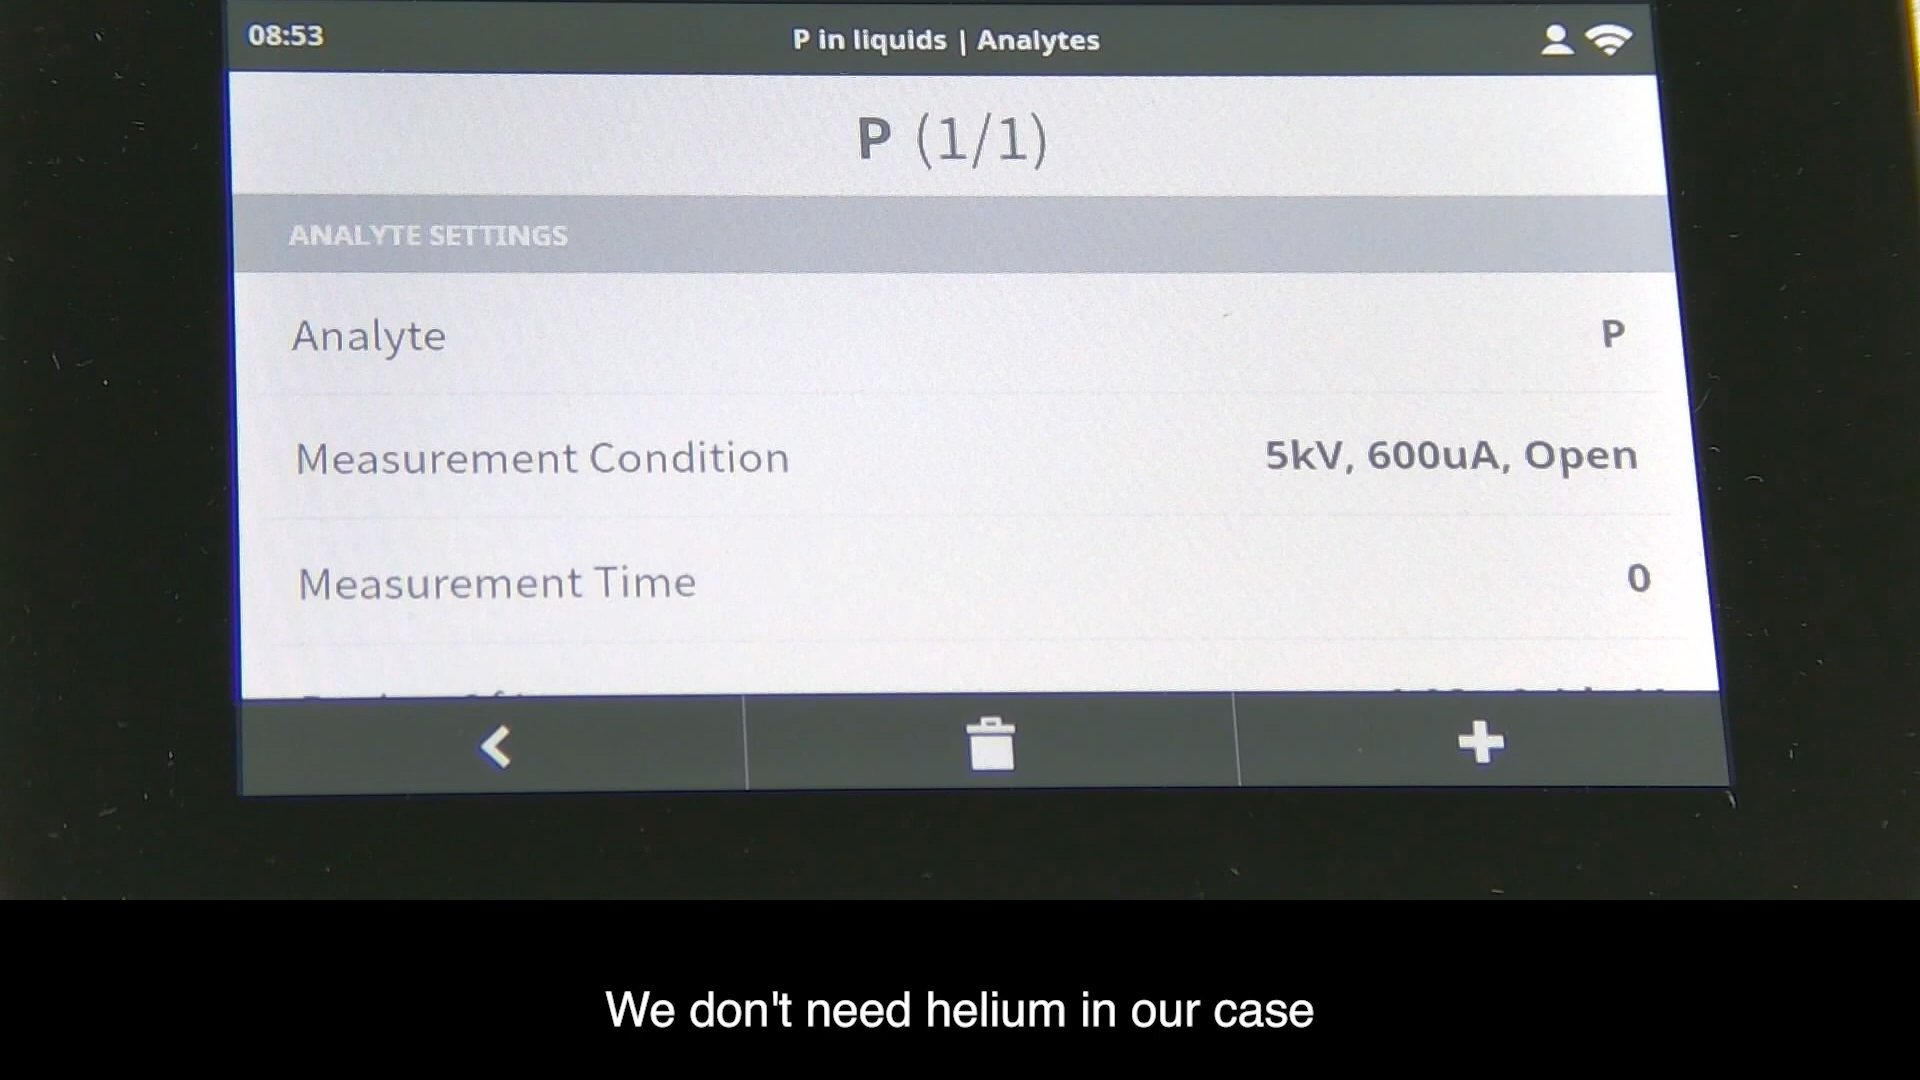 08:53
P in liquids | Analytes
P (1/1)
ANALYTE SETTINGS
Analyte
P
Measurement Condition
5kV, 600uA, Open
Measurement Time
0
We don't need helium in our case